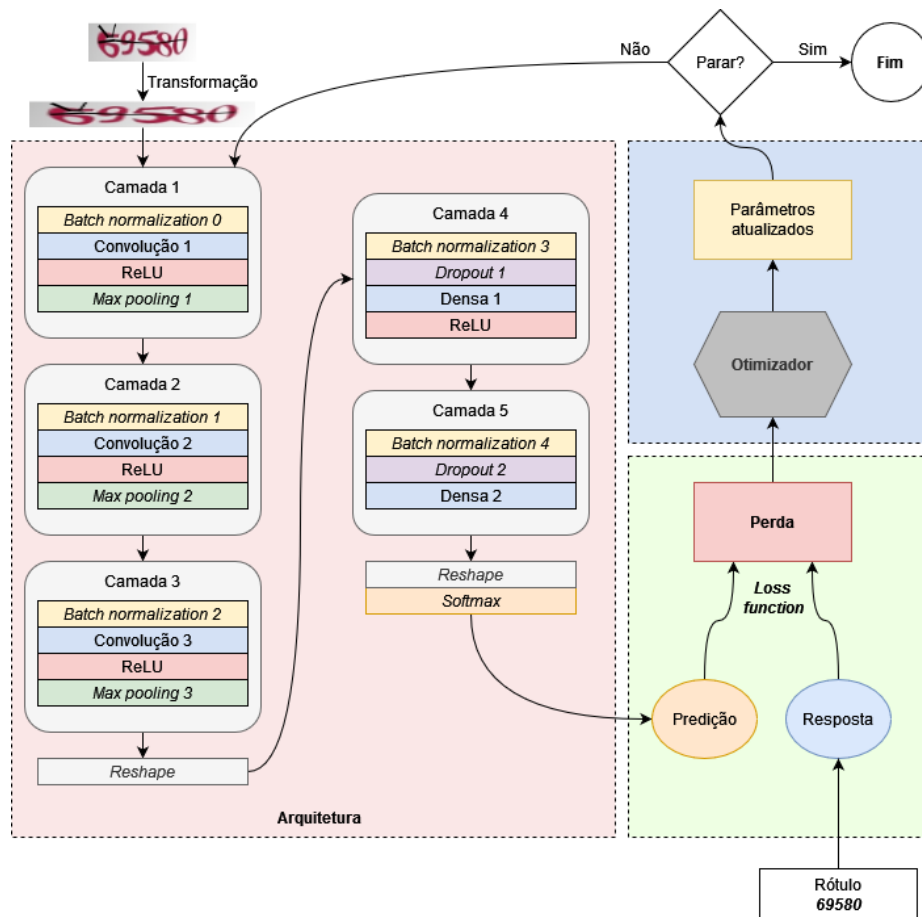 69580
Transformação
69580
Não
Parar?
Sim
Fim
Camada 1
Batch normalization 0
Convolução 1
ReLU
Max pooling 1
Camada 2
Batch normalization 1
Convolução 2
ReLU
Max pooling 2
Camada 3
Batch normalization 2
Convolução 3
ReLU
Max pooling 3
Reshape
Camada 4
Batch normalization 3
Dropout 1
Densa 1
ReLU
Camada 5
Batch normalization 4
Dropout 2
Densa 2
Reshape
Softmax
Arquitetura
Parâmetros
atualizados
Otimizador
Perda
Loss
function
Predição
Resposta
Rótulo
69580